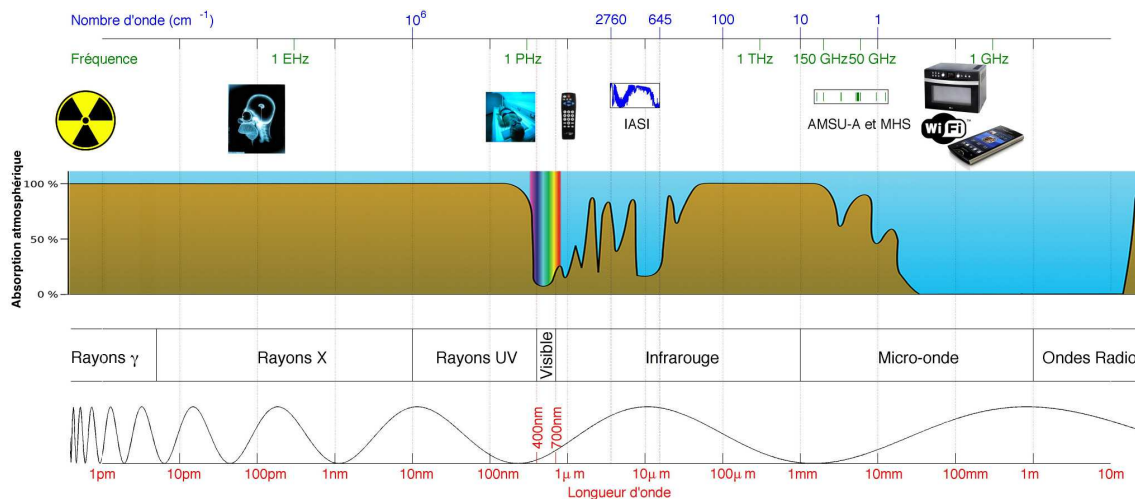 Nombre d'onde (cm⁻¹) 10⁶ 2760 645 100 10 1
Fréquence 1 EHz 1 PHz 1 THz 150 GHz 50 GHz 1 GHz
IASI AMSU-A et MHS WiFi
Absorption atmosphérique
100 %
50 %
0 %
Rayons γ Rayons X Rayons UV Visible Infrarouge Micro-onde Ondes Radio
400nm 700nm
1pm 10pm 100pm 1nm 10nm 100nm 1μm 10μm 100μm 1mm 10mm 100mm 1m 10m
Longueur d'onde